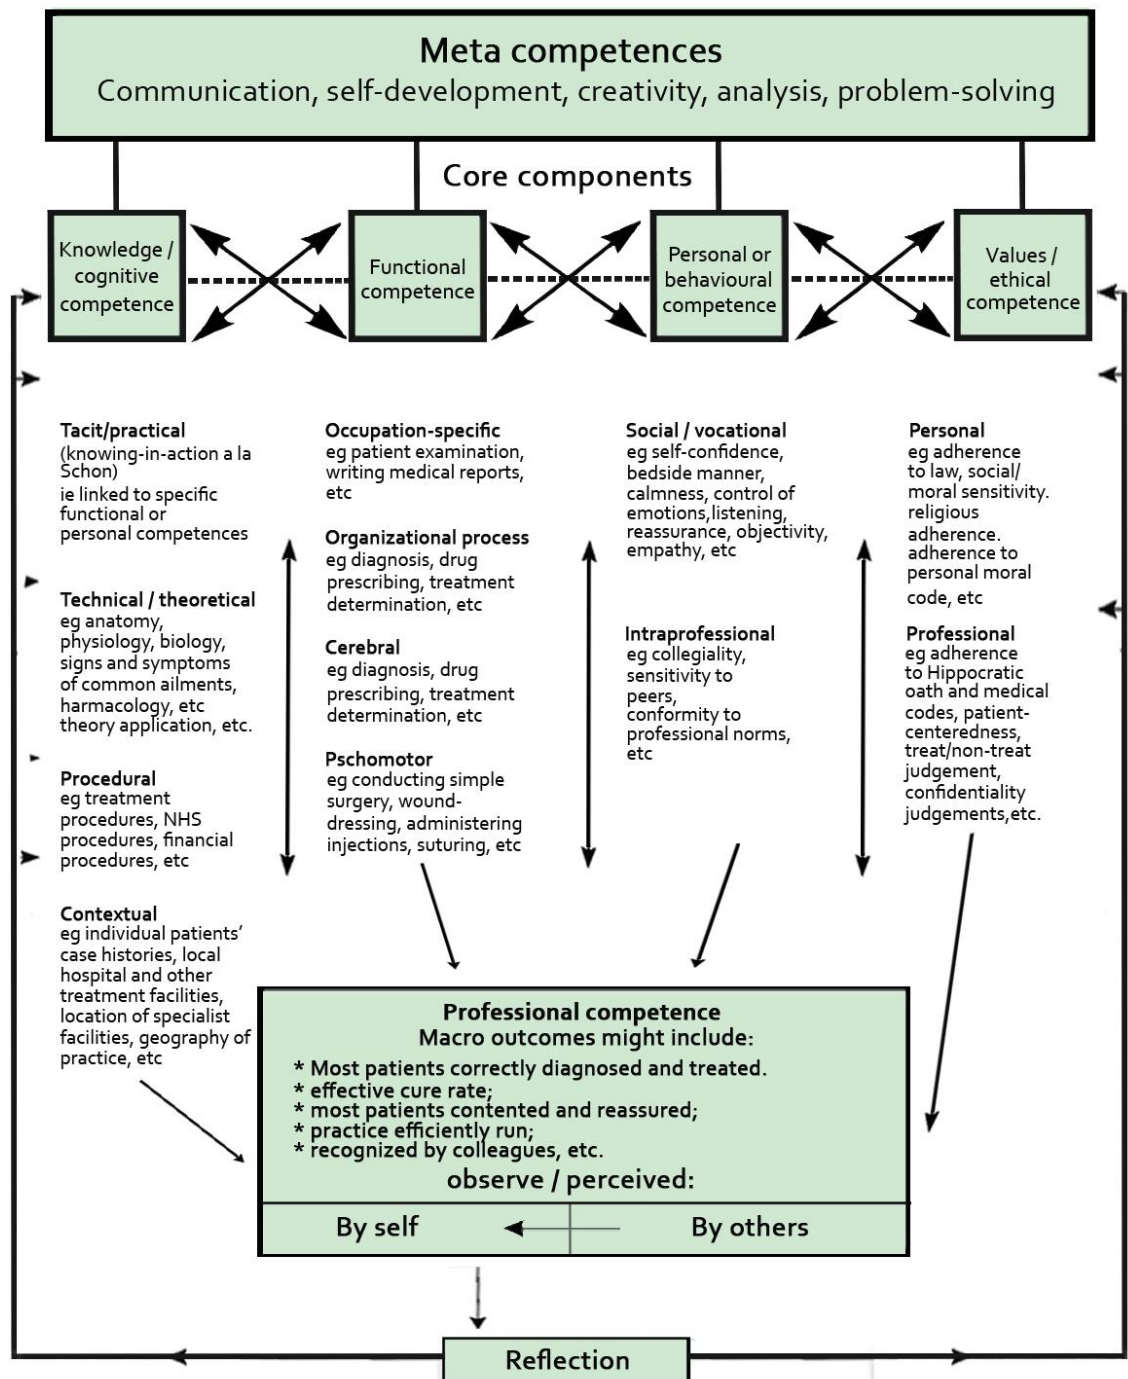 Meta competences
Communication, self-development, creativity, analysis, problem-solving
Core components
Knowledge /
cognitive
competence
Functional
competence
Personal or
behavioural
competence
Values /
ethical
competence
Tacit/practical
(knowing-in-action a la
Schon)
ie linked to specific
functional or
personal competences
Technical / theoretical
eg anatomy,
physiology, biology,
signs and symptoms
of common ailments,
harmacology, etc
theory application, etc.
Procedural
eg treatment
procedures, NHS
procedures, financial
procedures, etc
Contextual
eg individual patients’
case histories, local
hospital and other
treatment facilities,
location of specialist
facilities, geography of
practice, etc
Occupation-specific
eg patient examination,
writing medical reports,
etc
Organizational process
eg diagnosis, drug
prescribing, treatment
determination, etc
Cerebral
eg diagnosis, drug
prescribing, treatment
determination, etc
Pschomotor
eg conducting simple
surgery, wound-
dressing, administering
injections, suturing, etc
Social / vocational
eg self-confidence,
bedside manner,
calmness, control of
emotions,listening,
reassurance, objectivity,
empathy, etc
Intraprofessional
eg collegiality,
sensitivity to
peers,
conformity to
professional norms,
etc
Personal
eg adherence
to law, social/
moral sensitivity.
religious
adherence.
adherence to
personal moral
code, etc
Professional
eg adherence
to Hippocratic
oath and medical
codes, patient-
centeredness,
treat/non-treat
judgement,
confidentiality
judgements,etc.
Professional competence
Macro outcomes might include:
* Most patients correctly diagnosed and treated.
* effective cure rate;
* most patients contented and reassured;
* practice efficiently run;
* recognized by colleagues, etc.
observe / perceived:
By self
By others
Reflection